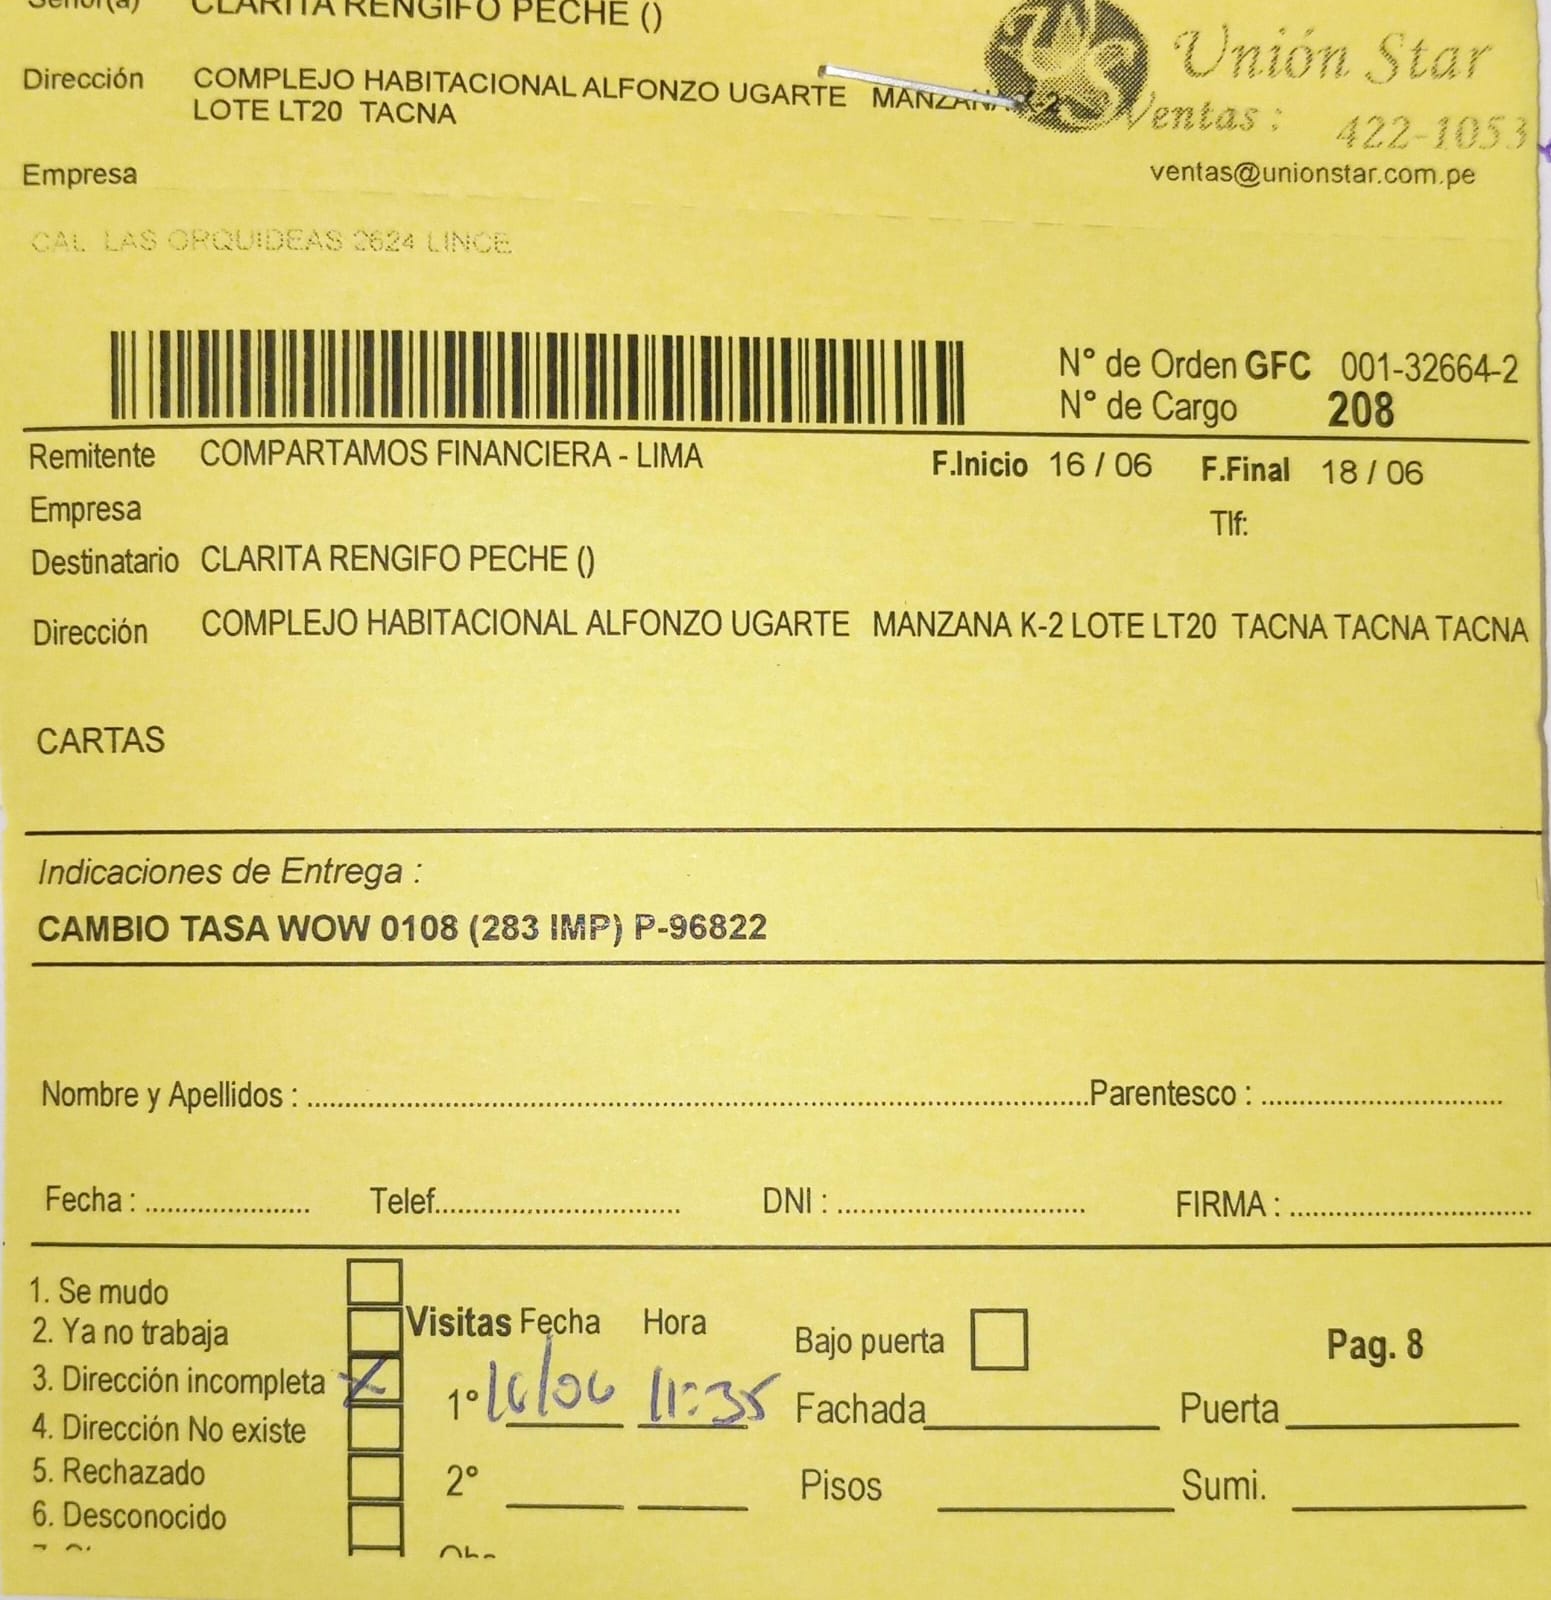 Señor(a) CLARITA RENGIFO PECHE ()
Dirección COMPLEJO HABITACIONAL ALFONZO UGARTE MANZANA K-2
LOTE LT20 TACNA
Unión Star
Ventas : 422-1053
ventas@unionstar.com.pe
Empresa
CAL LAS ORQUIDEAS 2624 LINCE
N° de Orden GFC 001-32664-2
N° de Cargo 208
Remitente COMPARTAMOS FINANCIERA - LIMA F.Inicio 16 / 06 F.Final 18 / 06
Empresa Tlf:
Destinatario CLARITA RENGIFO PECHE ()
Dirección COMPLEJO HABITACIONAL ALFONZO UGARTE MANZANA K-2 LOTE LT20 TACNA TACNA TACNA
CARTAS
Indicaciones de Entrega :
CAMBIO TASA WOW 0108 (283 IMP) P-96822
Nombre y Apellidos : Parentesco :
Fecha : Telef. DNI : FIRMA :
1. Se mudo
2. Ya no trabaja
3. Dirección incompleta X
4. Dirección No existe
5. Rechazado
6. Desconocido
Visitas Fecha Hora
1° 16/06 11:35
2°
Bajo puerta Pag. 8
Fachada Puerta
Pisos Sumi.